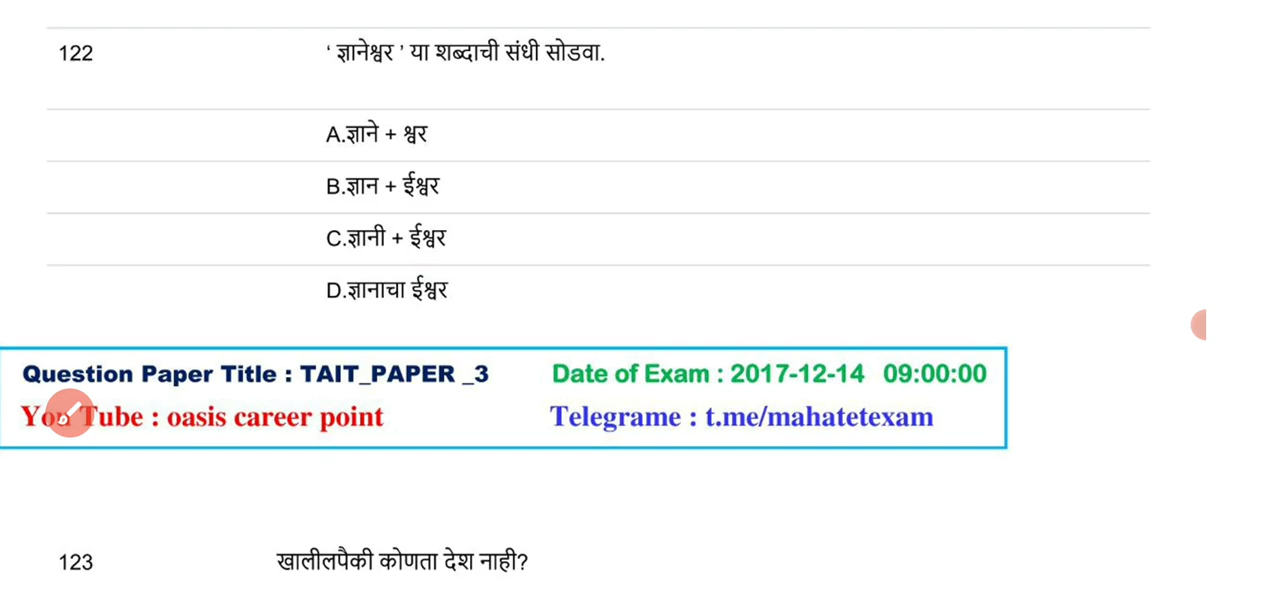 122 ‘ ज्ञानेश्वर ’ या शब्दाची संधी सोडवा.
A.ज्ञाने + श्वर
B.ज्ञान + ईश्वर
C.ज्ञानी + ईश्वर
D.ज्ञानाचा ईश्वर
Question Paper Title : TAIT_PAPER _3 Date of Exam : 2017-12-14 09:00:00
You Tube : oasis career point Telegrame : t.me/mahatetexam
123 खालीलपैकी कोणता देश नाही?